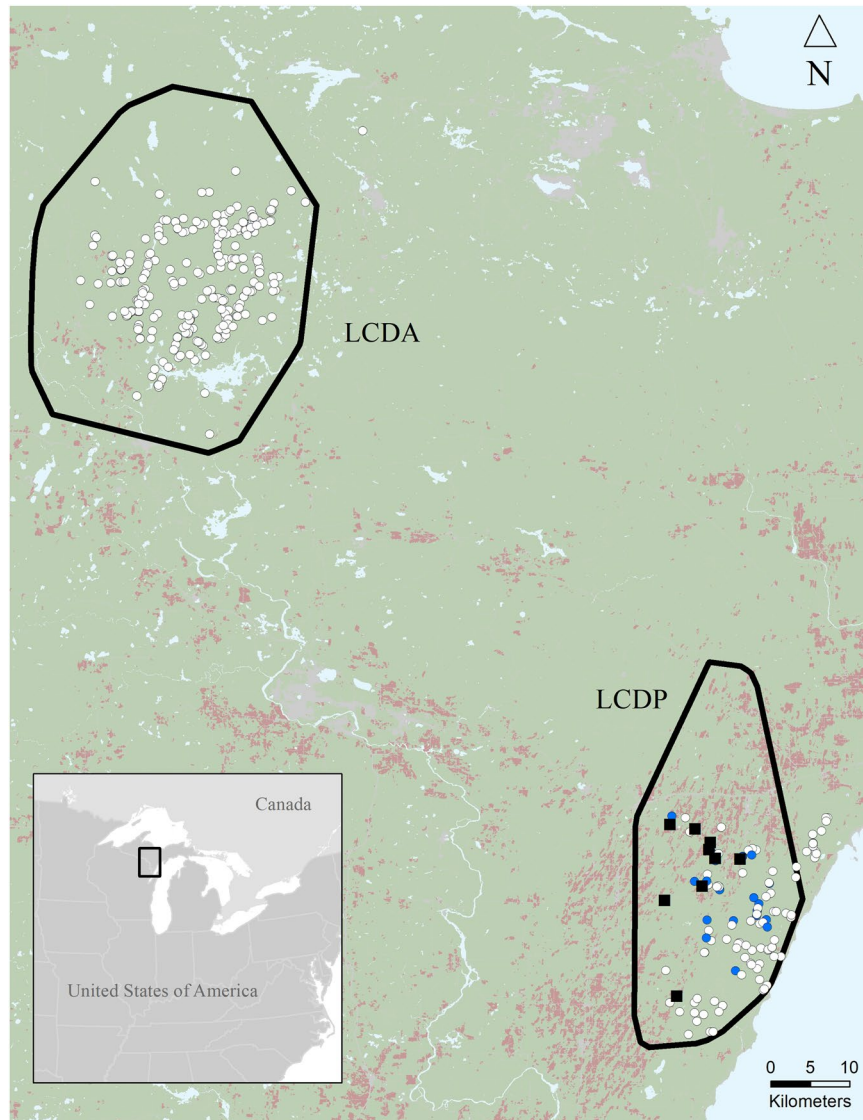 N
LCDA
LCDP
Canada
United States of America
0 5 10
Kilometers